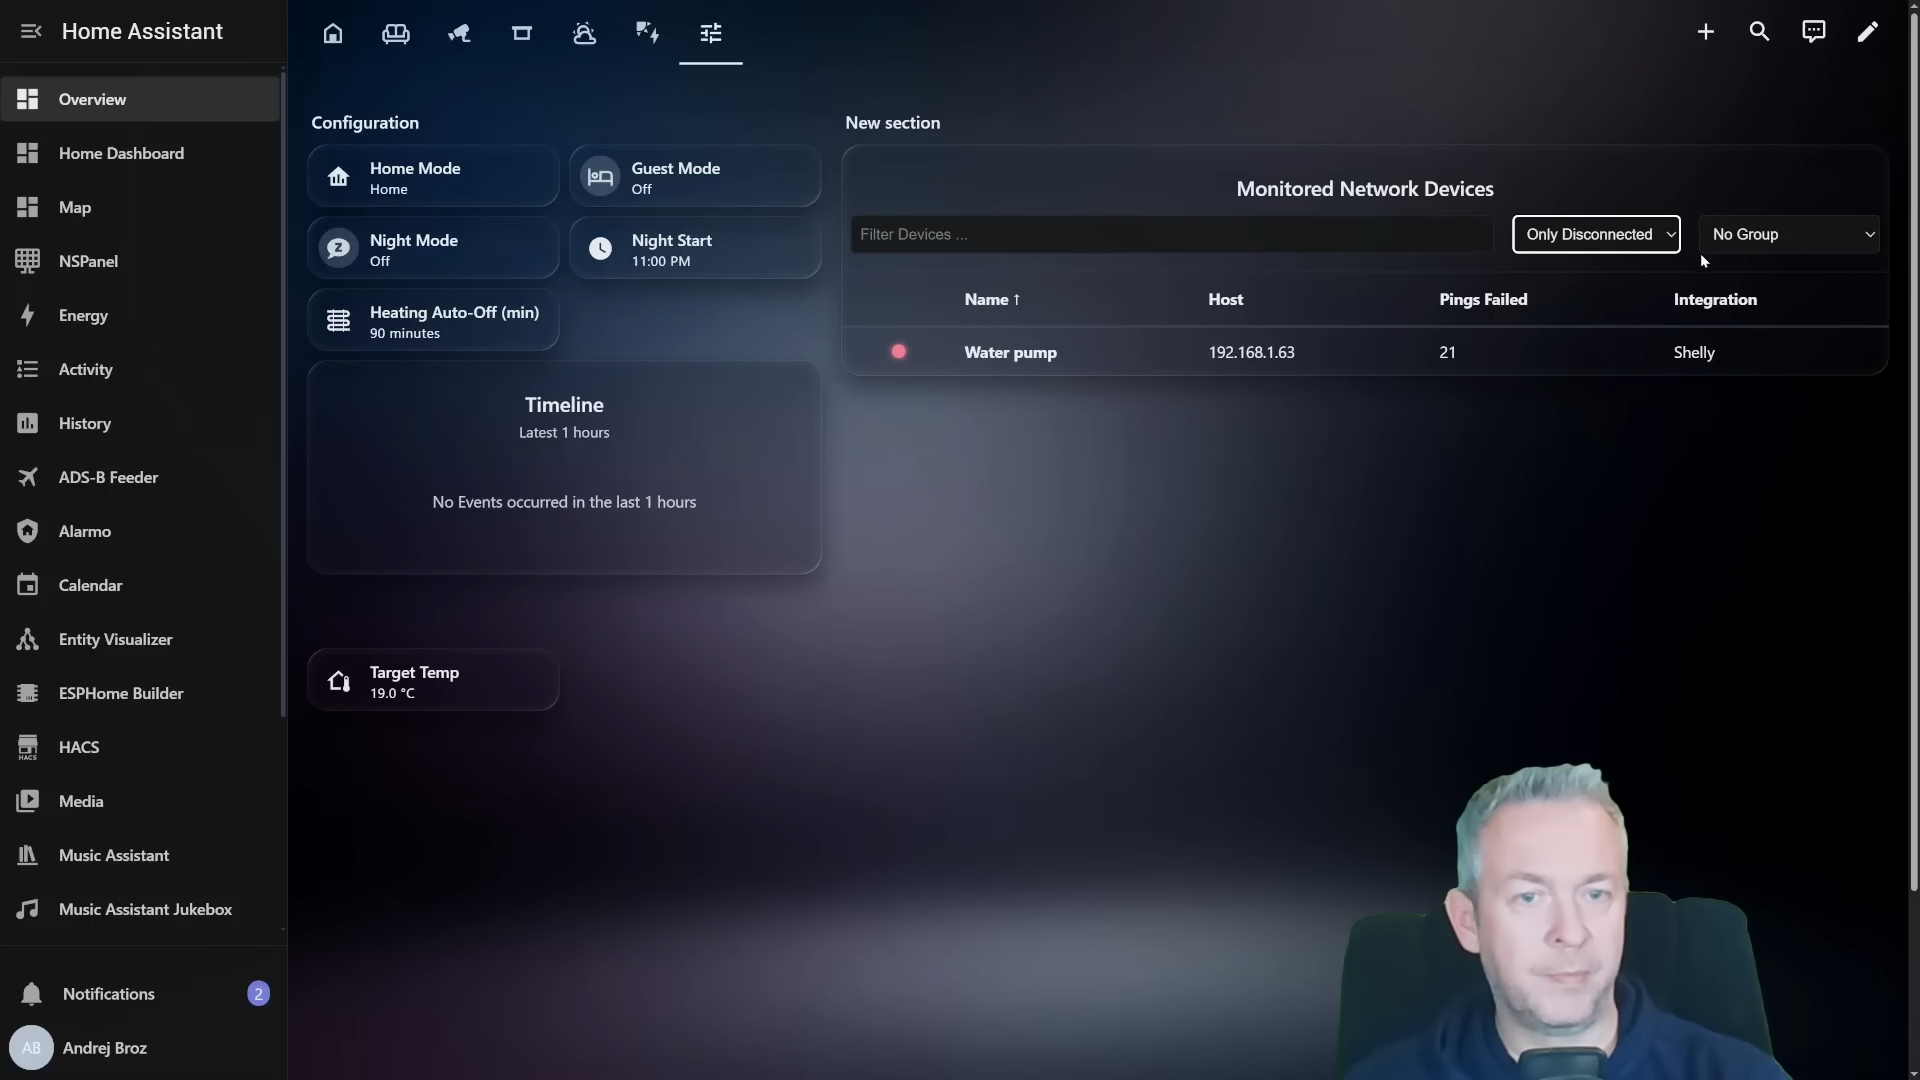 Home Assistant
Overview
Home Dashboard
Map
NSPanel
Energy
Activity
History
ADS-B Feeder
Alarmo
Calendar
Entity Visualizer
ESPHome Builder
HACS
HACS
Media
Music Assistant
Music Assistant Jukebox
Notifications
2
AB
Andrej Broz
Configuration
Home Mode
Home
Guest Mode
Off
Night Mode
Off
Night Start
11:00 PM
Heating Auto-Off (min)
90 minutes
Timeline
Latest 1 hours
No Events occurred in the last 1 hours
Target Temp
19.0 °C
New section
Monitored Network Devices
Filter Devices ...
Only Disconnected
No Group
Name ↑ Host Pings Failed Integration
Water pump 192.168.1.63 21 Shelly